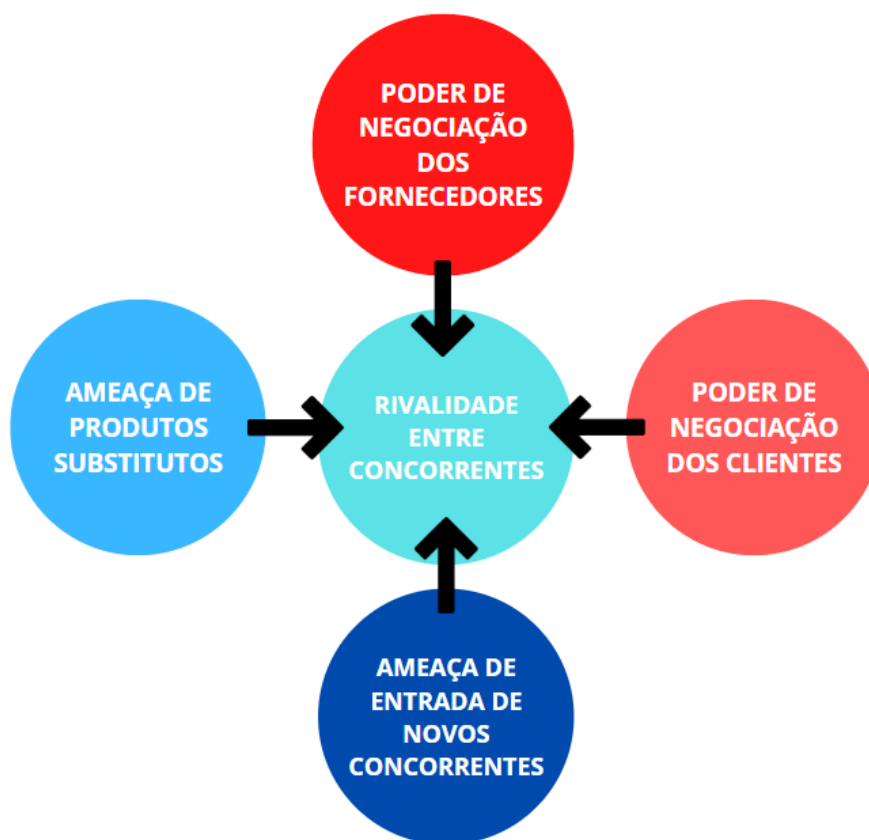 PODER DE
NEGOCIAÇÃO
DOS
FORNECEDORES
AMEAÇA DE
PRODUTOS
SUBSTITUTOS
RIVALIDADE
ENTRE
CONCORRENTES
PODER DE
NEGOCIAÇÃO
DOS CLIENTES
AMEAÇA DE
ENTRADA DE
NOVOS
CONCORRENTES